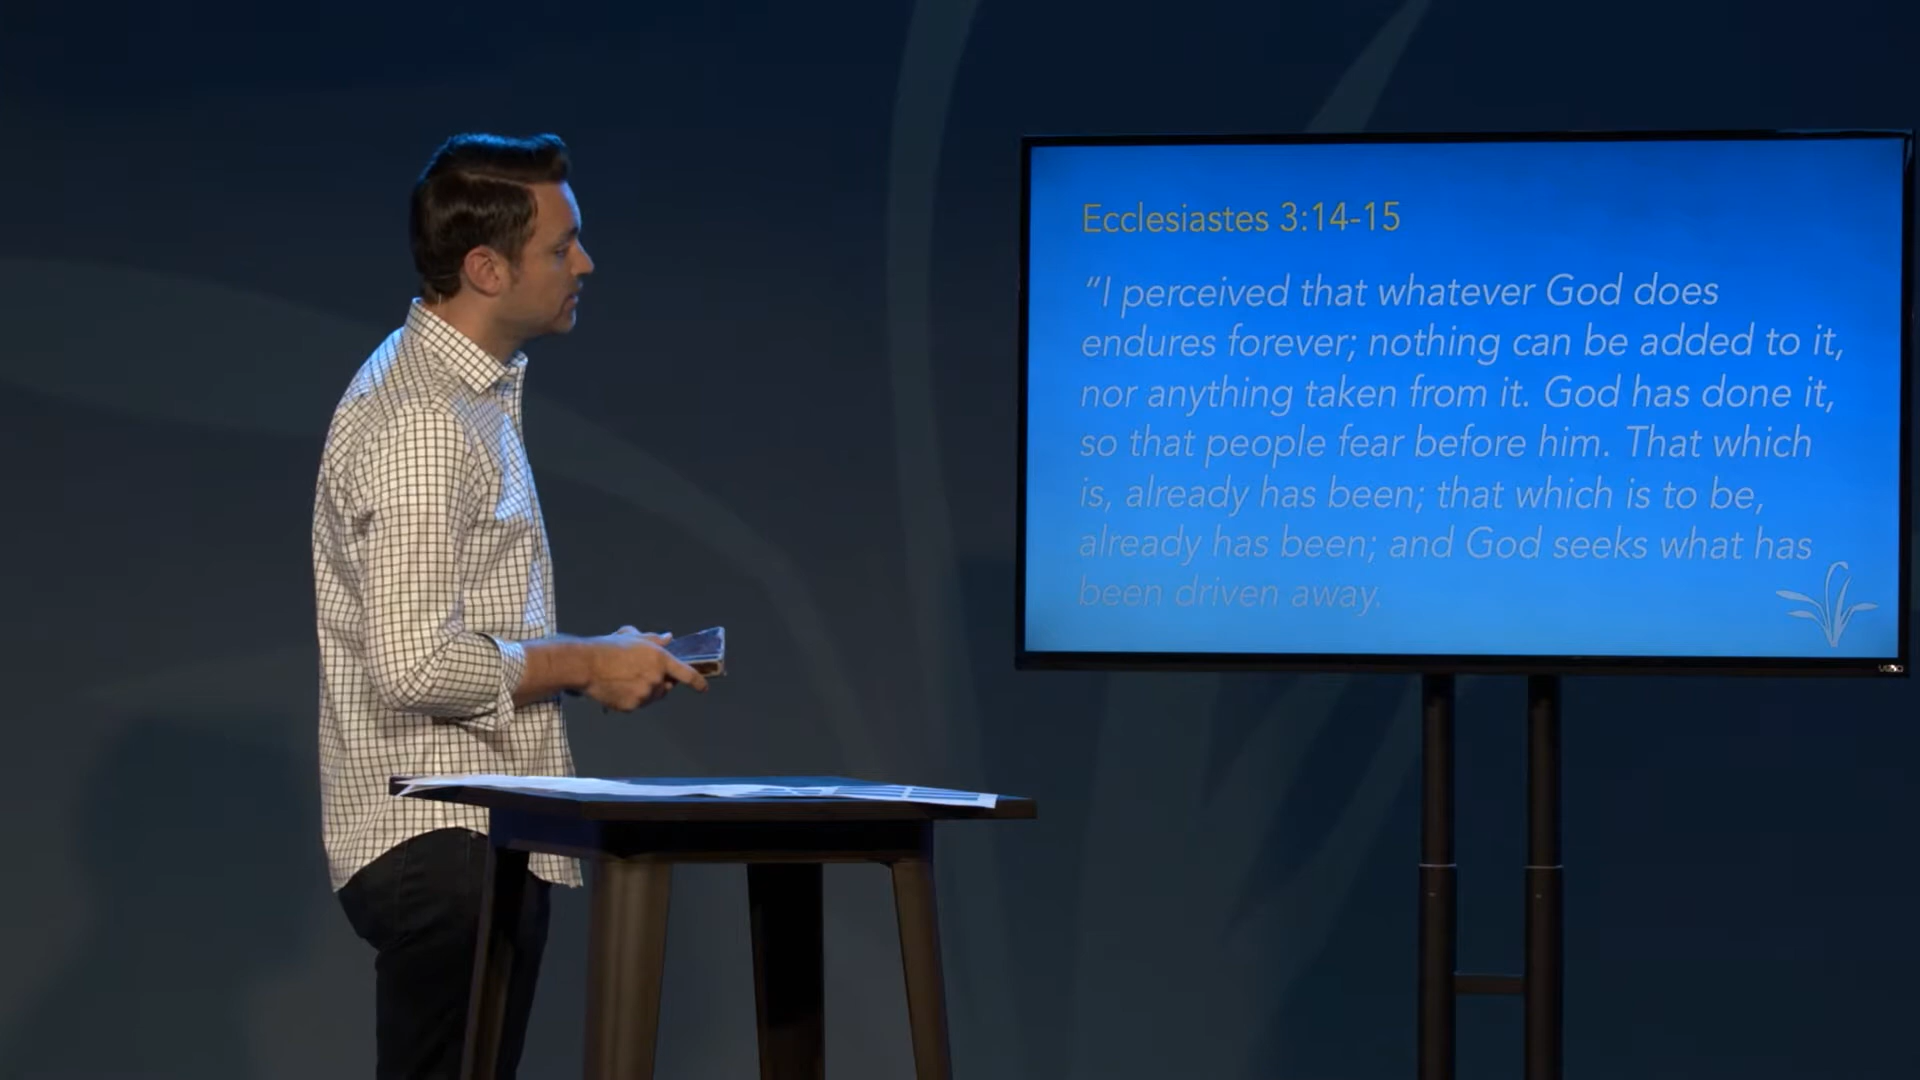 Ecclesiastes 3:14-15
“I perceived that whatever God does
endures forever; nothing can be added to it,
nor anything taken from it. God has done it,
so that people fear before him. That which
is, already has been; that which is to be,
already has been; and God seeks what has
been driven away.
VIZIO